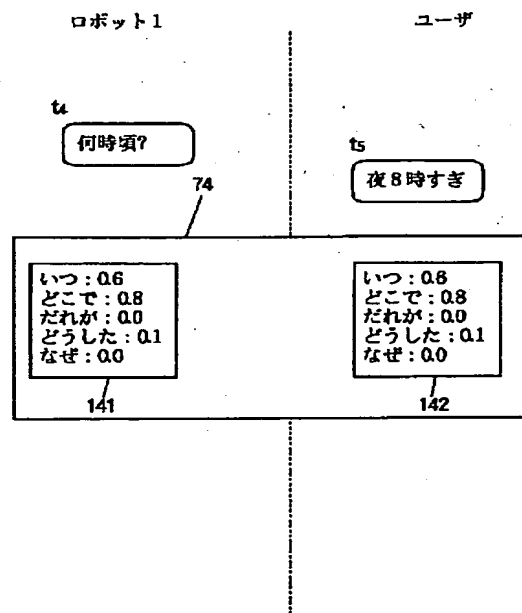 ロボット1
ユーザ
t4
何時頃?
t5
夜8時すぎ
74
いつ:0.6
どこで:0.8
だれが:0.0
どうした:0.1
なぜ:0.0
141
いつ:0.8
どこで:0.8
だれが:0.0
どうした:0.1
なぜ:0.0
142